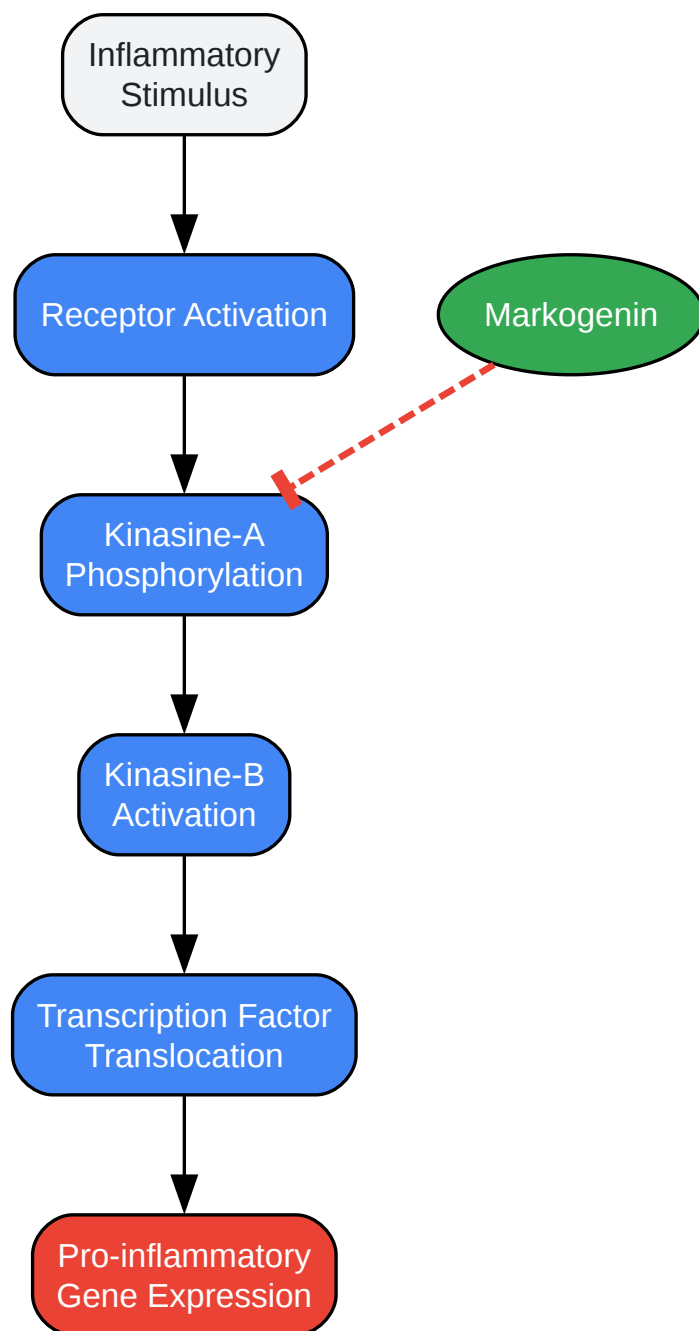 Inflammatory
Stimulus
Receptor Activation
Markogenin
Kinasine-A
Phosphorylation
Kinasine-B
Activation
Transcription Factor
Translocation
Pro-inflammatory
Gene Expression